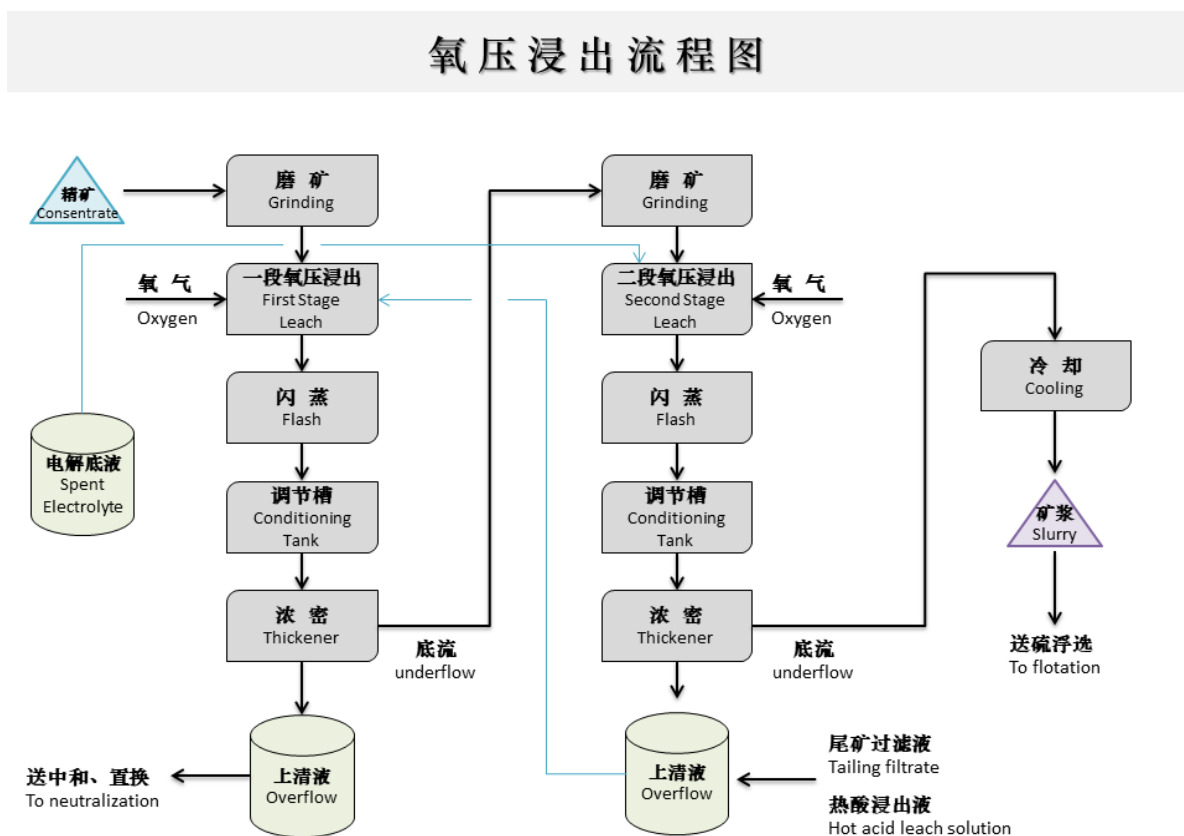 氧压浸出流程图
精矿
Consentrate
磨 矿
Grinding
磨 矿
Grinding
氧 气
Oxygen
一段氧压浸出
First Stage
Leach
二段氧压浸出
Second Stage
Leach
氧 气
Oxygen
冷 却
Cooling
闪 蒸
Flash
闪 蒸
Flash
电解底液
Spent
Electrolyte
调节槽
Conditioning
Tank
调节槽
Conditioning
Tank
矿浆
Slurry
浓 密
Thickener
底流
underflow
浓 密
Thickener
底流
underflow
送硫浮选
To flotation
送中和、置换
To neutralization
上清液
Overflow
上清液
Overflow
尾矿过滤液
Tailing filtrate
热酸浸出液
Hot acid leach solution